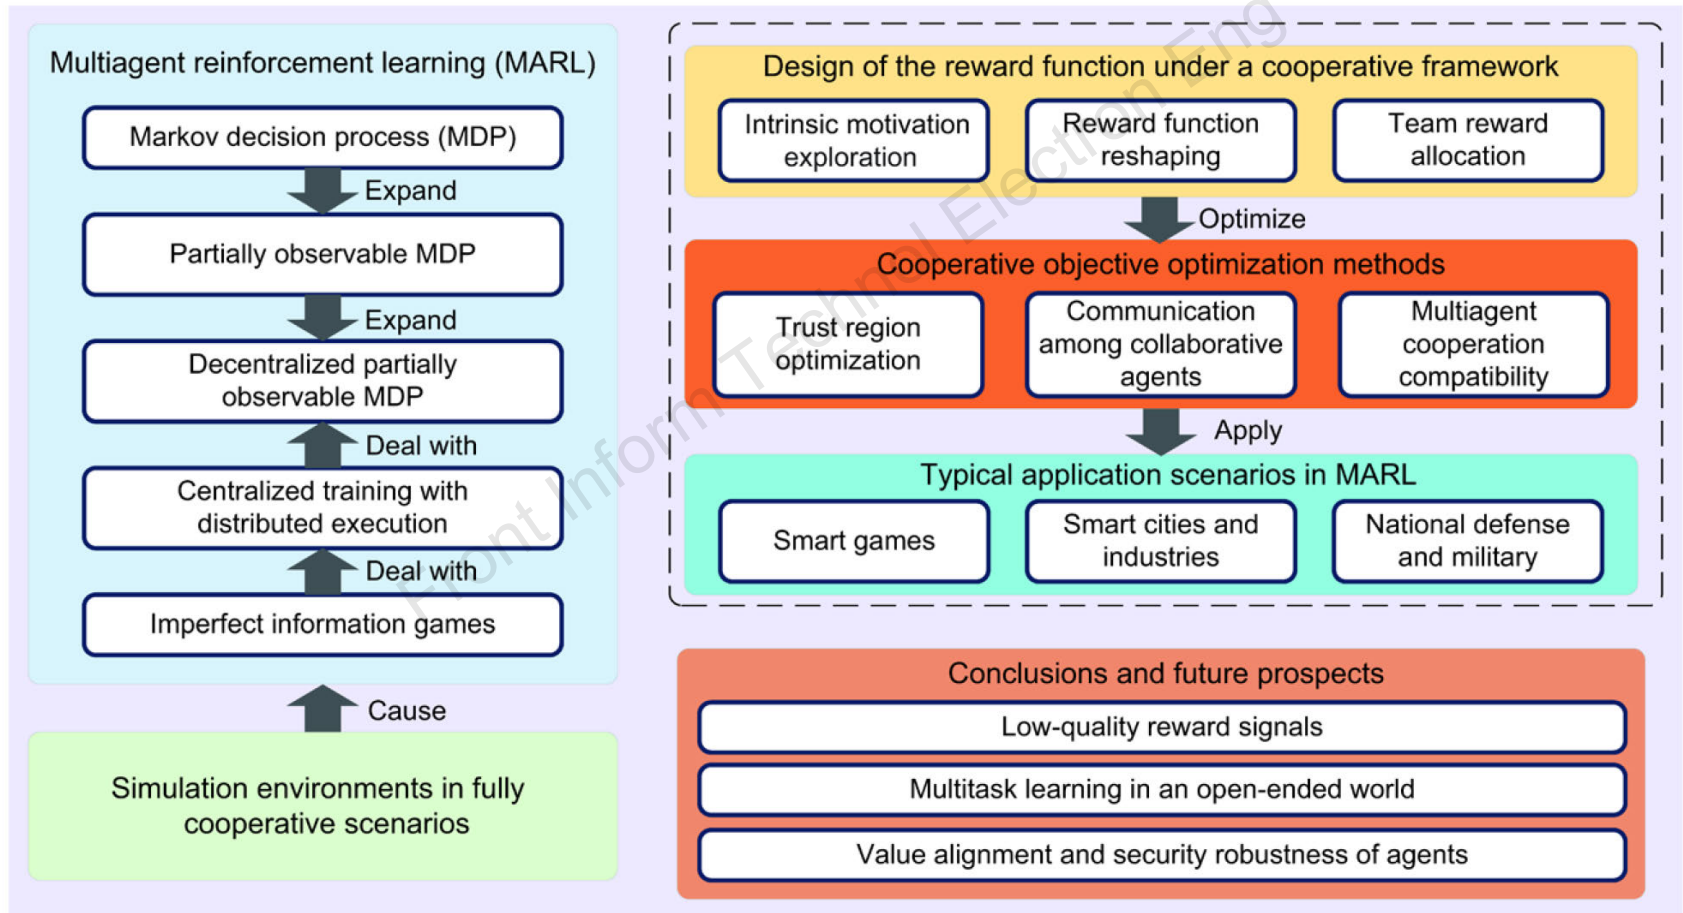 Multiagent reinforcement learning (MARL)
Markov decision process (MDP)
Expand
Partially observable MDP
Expand
Decentralized partially
observable MDP
Deal with
Centralized training with
distributed execution
Deal with
Imperfect information games
Cause
Simulation environments in fully
cooperative scenarios
Design of the reward function under a cooperative framework
Intrinsic motivation
exploration
Reward function
reshaping
Team reward
allocation
Optimize
Cooperative objective optimization methods
Trust region
optimization
Communication
among collaborative
agents
Multiagent
cooperation
compatibility
Apply
Typical application scenarios in MARL
Smart games
Smart cities and
industries
National defense
and military
Conclusions and future prospects
Low-quality reward signals
Multitask learning in an open-ended world
Value alignment and security robustness of agents
Front Inform Technol Electron Eng